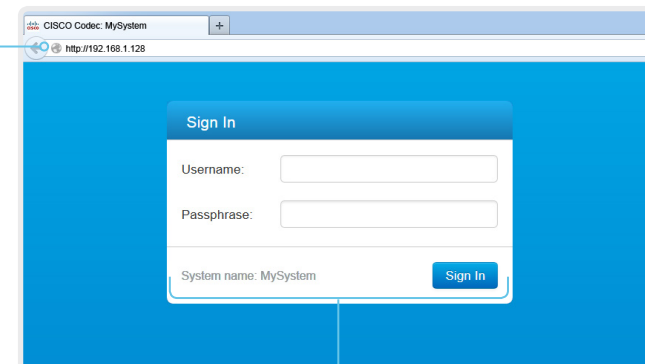 CISCO Codec: MySystem
+
http://192.168.1.128
Sign In
Username:
Passphrase:
System name: MySystem
Sign In